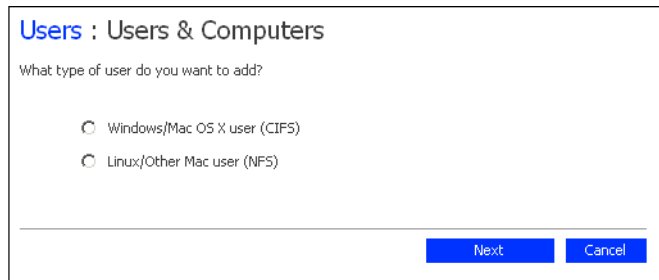 Users : Users & Computers
What type of user do you want to add?
Windows/Mac OS X user (CIFS)
Linux/Other Mac user (NFS)
Next Cancel